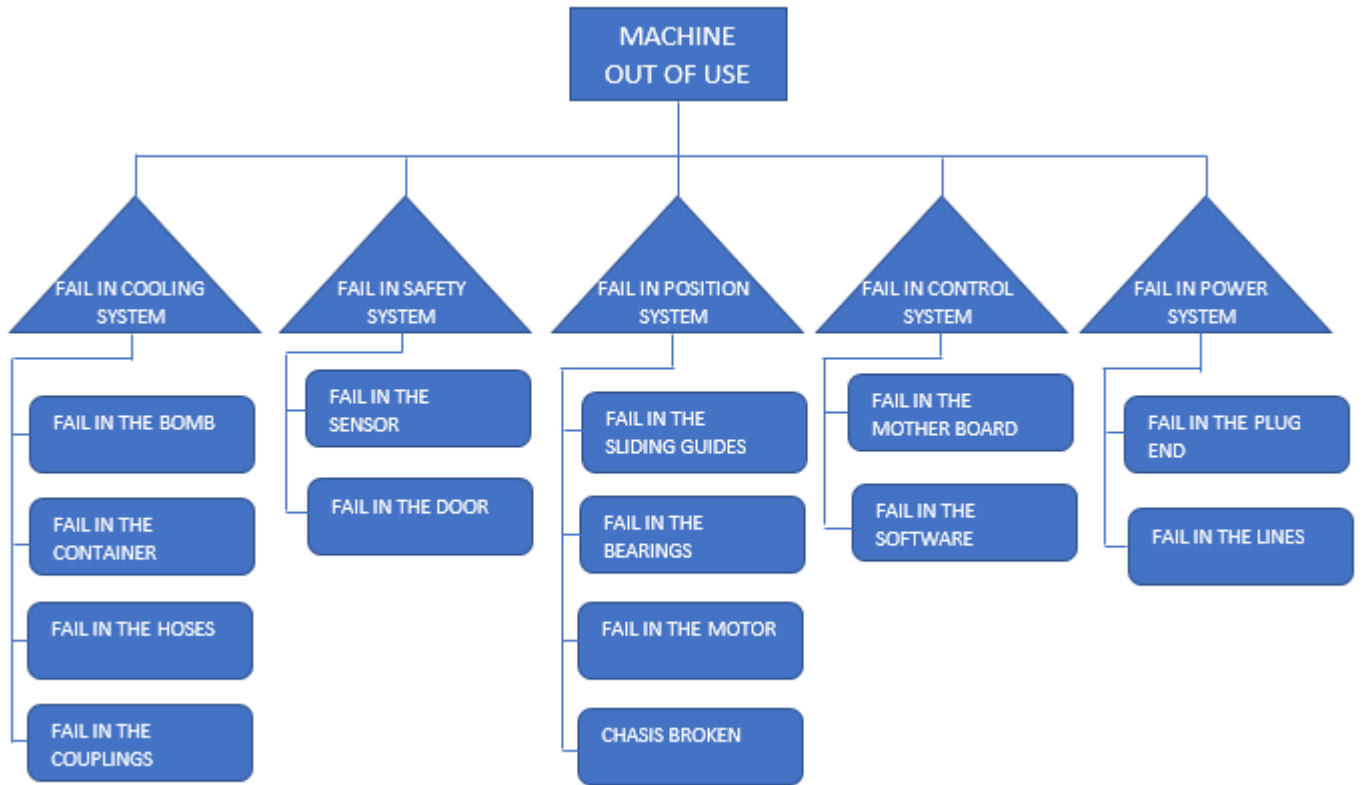 MACHINE
OUT OF USE
FAIL IN COOLING
SYSTEM
FAIL IN SAFETY
SYSTEM
FAIL IN POSITION
SYSTEM
FAIL IN CONTROL
SYSTEM
FAIL IN POWER
SYSTEM
FAIL IN THE BOMB
FAIL IN THE
CONTAINER
FAIL IN THE HOSES
FAIL IN THE
COUPLINGS
FAIL IN THE
SENSOR
FAIL IN THE DOOR
FAIL IN THE
SLIDING GUIDES
FAIL IN THE
BEARINGS
FAIL IN THE MOTOR
CHASIS BROKEN
FAIL IN THE
MOTHER BOARD
FAIL IN THE
SOFTWARE
FAIL IN THE PLUG
END
FAIL IN THE LINES